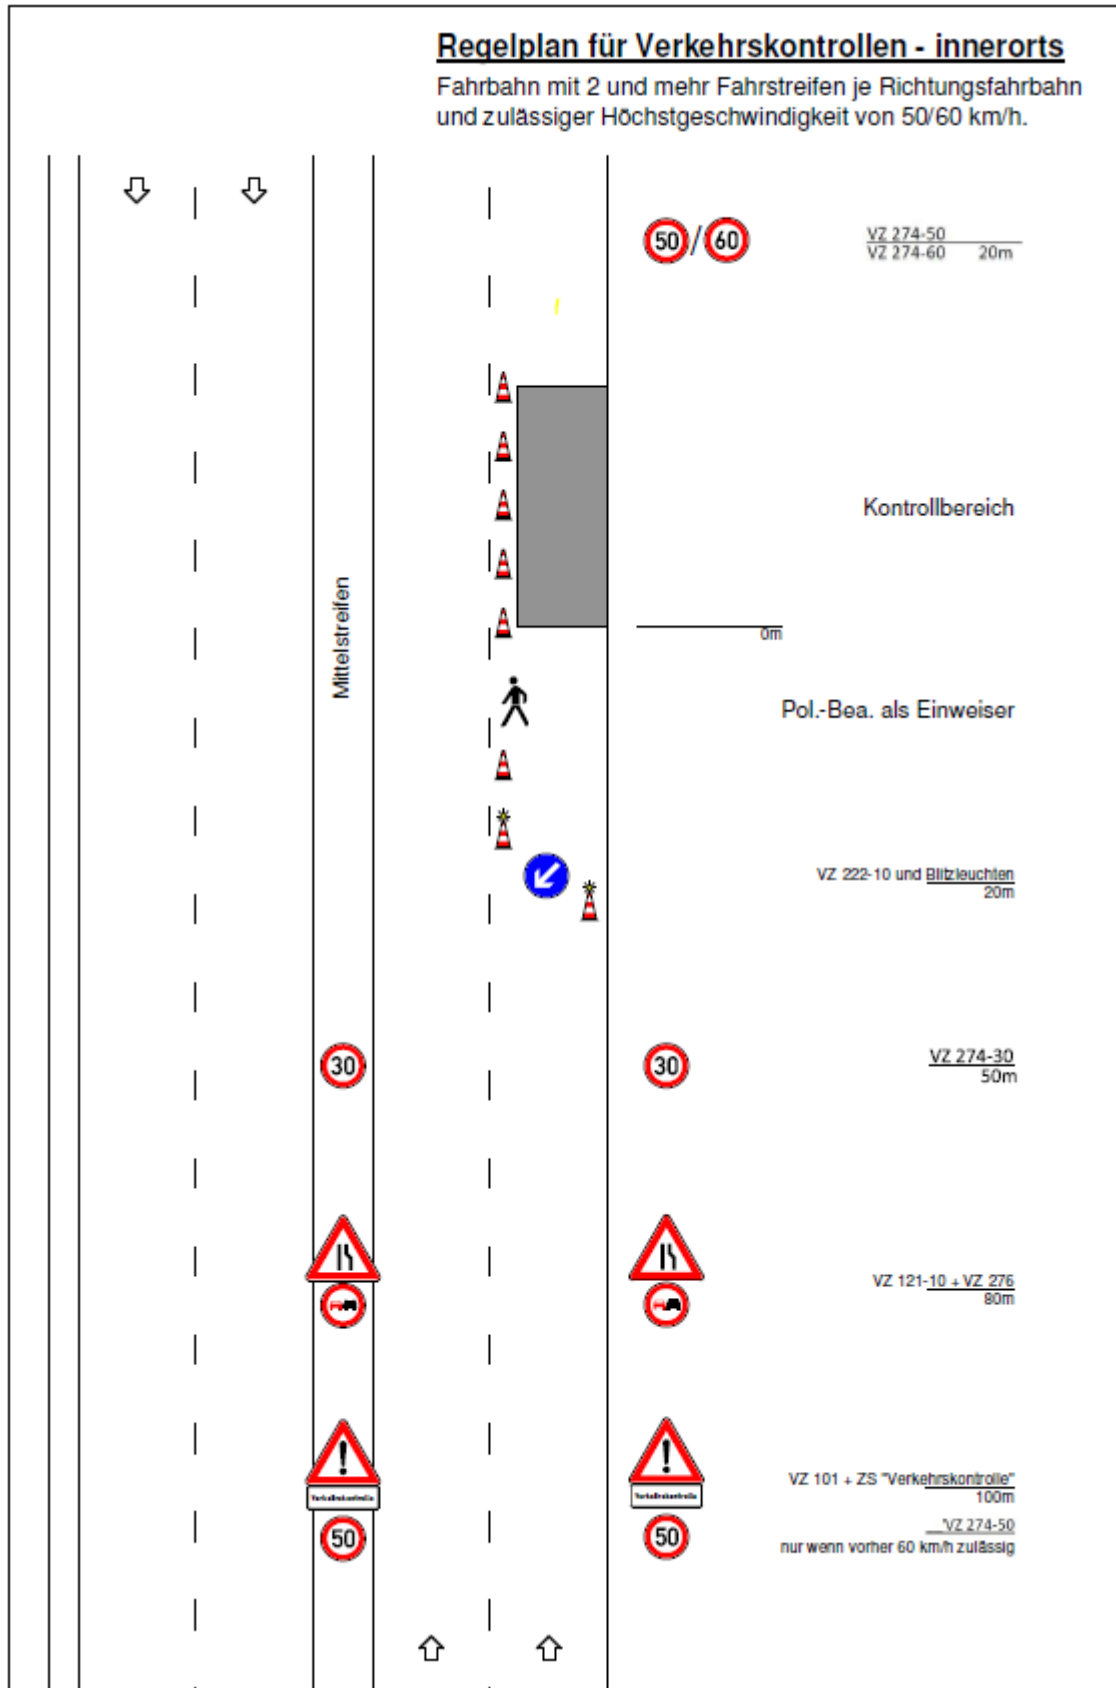 Regelplan für Verkehrskontrollen - innerorts
Fahrbahn mit 2 und mehr Fahrstreifen je Richtungsfahrbahn
und zulässiger Höchstgeschwindigkeit von 50/60 km/h.
50 / 60
VZ 274-50
VZ 274-60 20m
Kontrollbereich
Mittelstreifen
0m
Pol.-Bea. als Einweiser
VZ 222-10 und Blitzleuchten
20m
30
30
VZ 274-30
50m
VZ 121-10 + VZ 276
80m
Verkehrskontrolle
Verkehrskontrolle
VZ 101 + ZS "Verkehrskontrolle"
100m
50
50
VZ 274-50
nur wenn vorher 60 km/h zulässig